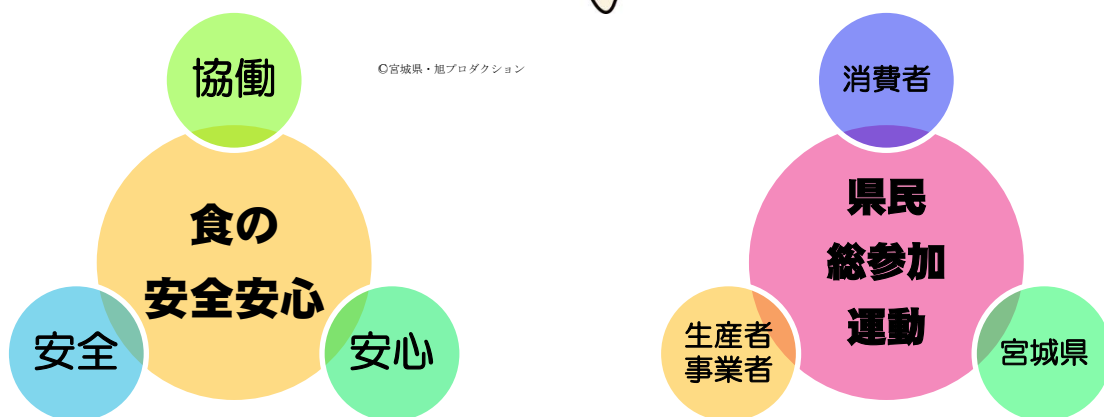 協働
©宮城県・旭プロダクション
食の
安全安心
安全
安心
消費者
県民
総参加
運動
生産者
事業者
宮城県